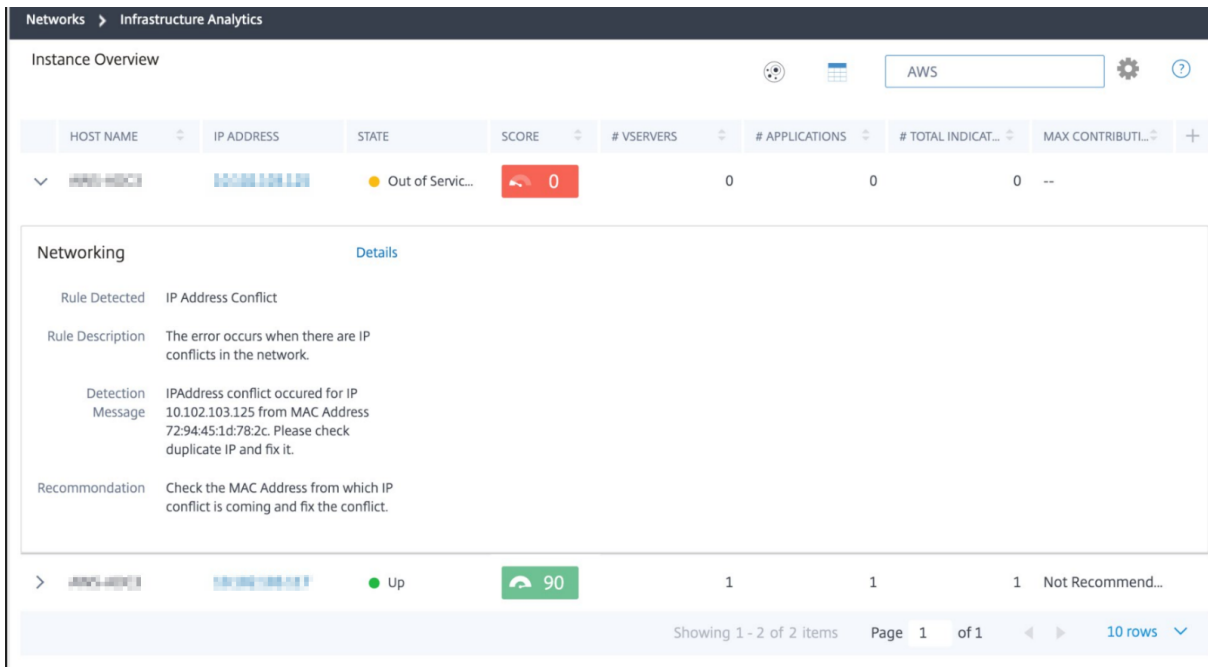 Networks > Infrastructure Analytics
Instance Overview
AWS
?
HOST NAME IP ADDRESS STATE SCORE # VSERVERS # APPLICATIONS # TOTAL INDICAT... MAX CONTRIBUTI...
Out of Servic... 0 0 0 0 --
Networking Details
Rule Detected IP Address Conflict
Rule Description The error occurs when there are IP
conflicts in the network.
Detection IPAddress conflict occured for IP
Message 10.102.103.125 from MAC Address
72:94:45:1d:78:2c. Please check
duplicate IP and fix it.
Recommondation Check the MAC Address from which IP
conflict is coming and fix the conflict.
Up 90 1 1 1 Not Recommend...
Showing 1 - 2 of 2 items Page 1 of 1 10 rows